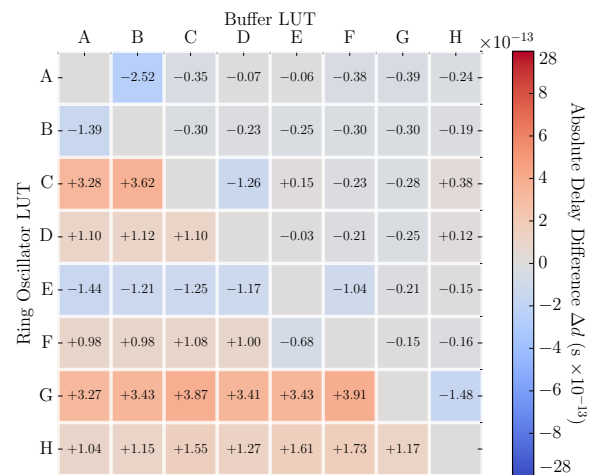 Buffer LUT
A B C D E F G H
×10⁻¹³
A −2.52 −0.35 −0.07 −0.06 −0.38 −0.39 −0.24
B −1.39 −0.30 −0.23 −0.25 −0.30 −0.30 −0.19
C +3.28 +3.62 −1.26 +0.15 −0.23 −0.28 +0.38
D +1.10 +1.12 +1.10 −0.03 −0.21 −0.25 +0.12
E −1.44 −1.21 −1.25 −1.17 −1.04 −0.21 −0.15
F +0.98 +0.98 +1.08 +1.00 −0.68 −0.15 −0.16
G +3.27 +3.43 +3.87 +3.41 +3.43 +3.91 −1.48
H +1.04 +1.15 +1.55 +1.27 +1.61 +1.73 +1.17
Ring Oscillator LUT
28
8
6
4
2
0
−2
−4
−6
−8
−28
Absolute Delay Difference Δd (s × 10⁻¹³)